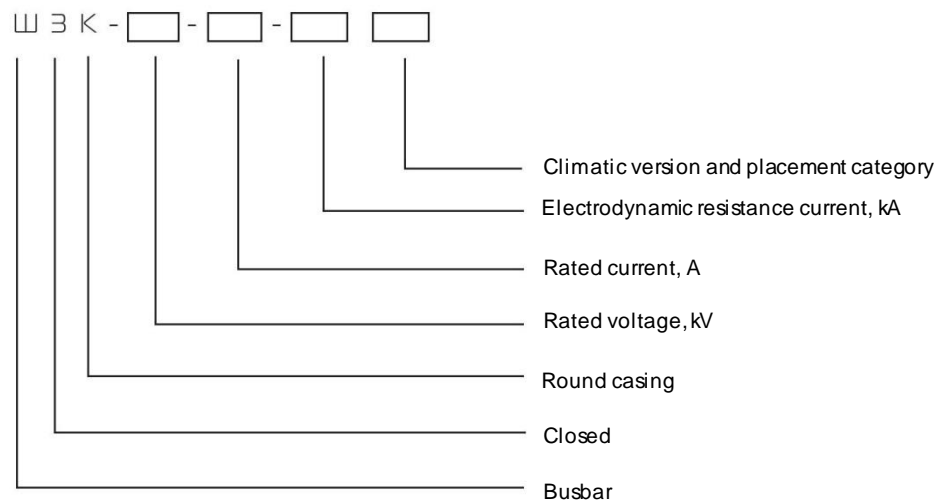 Ш З К - - -
Climatic version and placement category
Electrodynamic resistance current, kA
Rated current, A
Rated voltage, kV
Round casing
Closed
Busbar